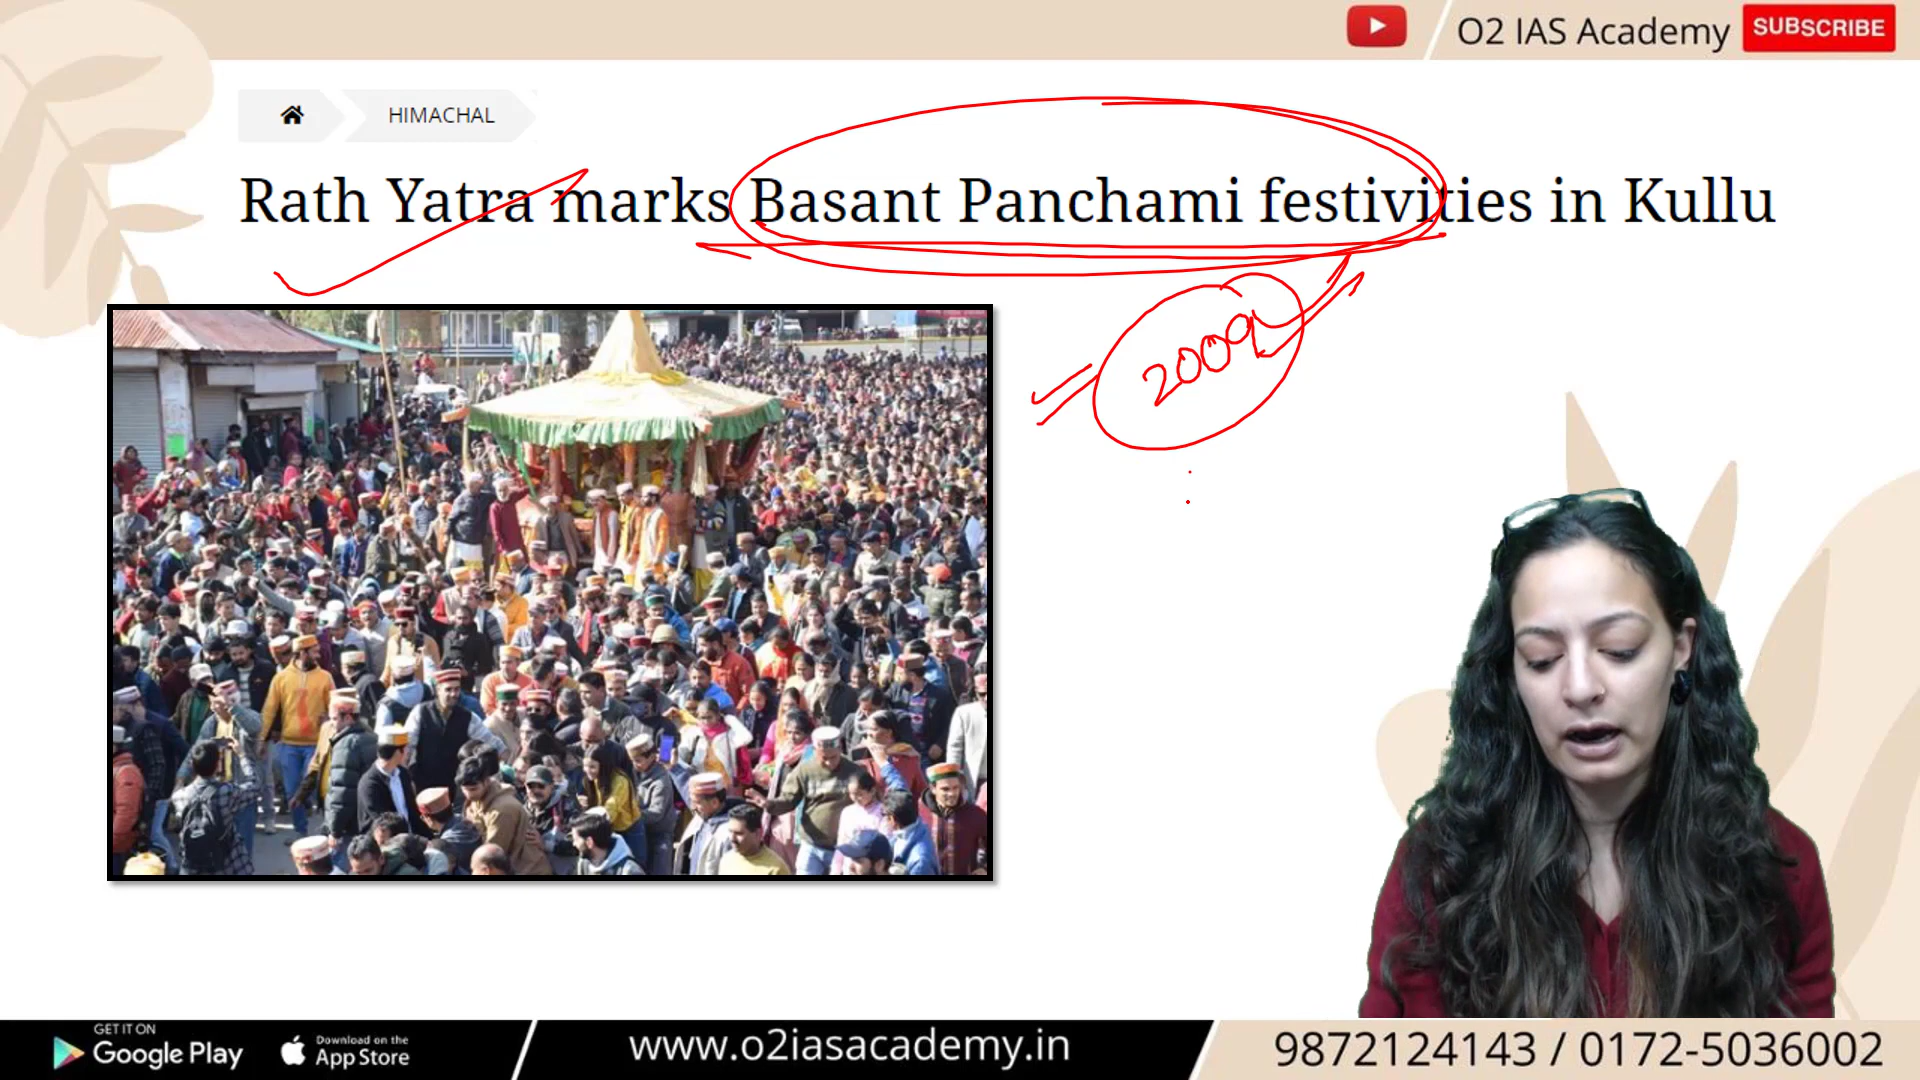 O2 IAS Academy
SUBSCRIBE
HIMACHAL
Rath Yatra marks Basant Panchami festivities in Kullu
2009
GET IT ON
Google Play
Download on the
App Store
www.o2iasacademy.in
9872124143 / 0172-5036002